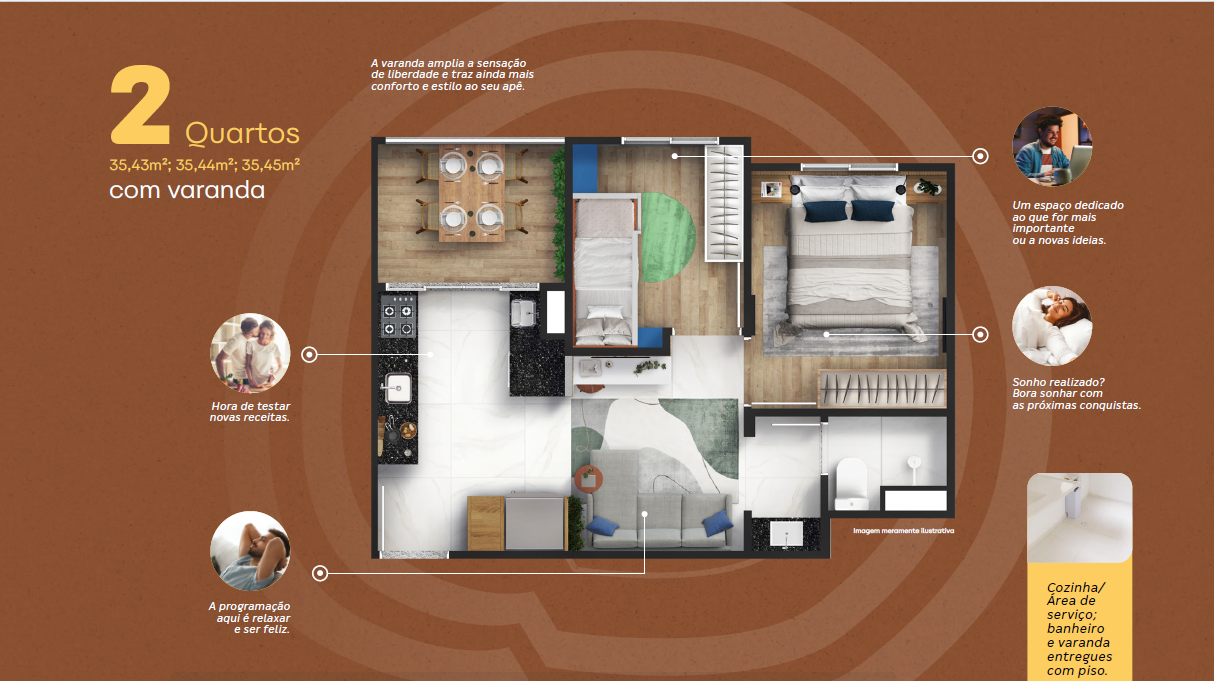 2 Quartos
35,43m²; 35,44m²; 35,45m²
com varanda
A varanda amplia a sensação
de liberdade e traz ainda mais
conforto e estilo ao seu apê.
Um espaço dedicado
ao que for mais
importante
ou a novas ideias.
Hora de testar
novas receitas.
Sonho realizado?
Bora sonhar com
as próximas conquistas.
Imagem meramente ilustrativa
A programação
aqui é relaxar
e ser feliz.
Cozinha/
Área de
serviço;
banheiro
e varanda
entregues
com piso.